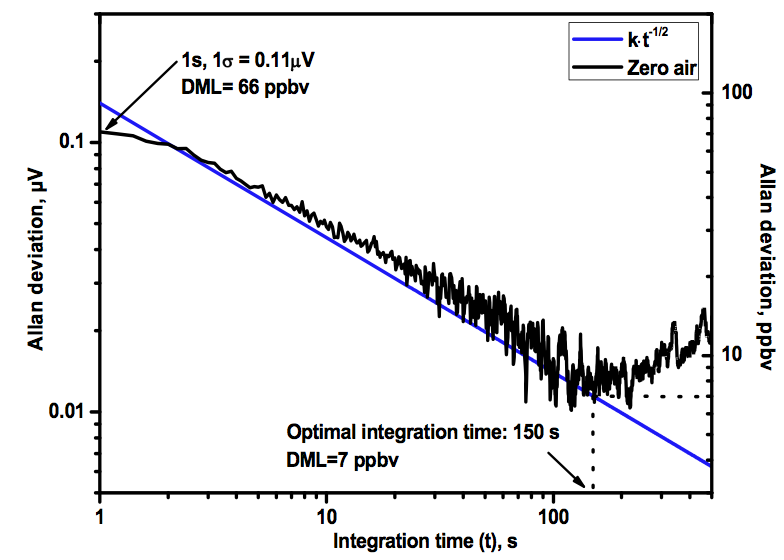 k·t^-1/2
Zero air
1s, 1σ = 0.11µV
DML= 66 ppbv
100
0.1
Allan deviation, µV
Allan deviation, ppbv
10
0.01
Optimal integration time: 150 s
DML=7 ppbv
1
10
100
Integration time (t), s